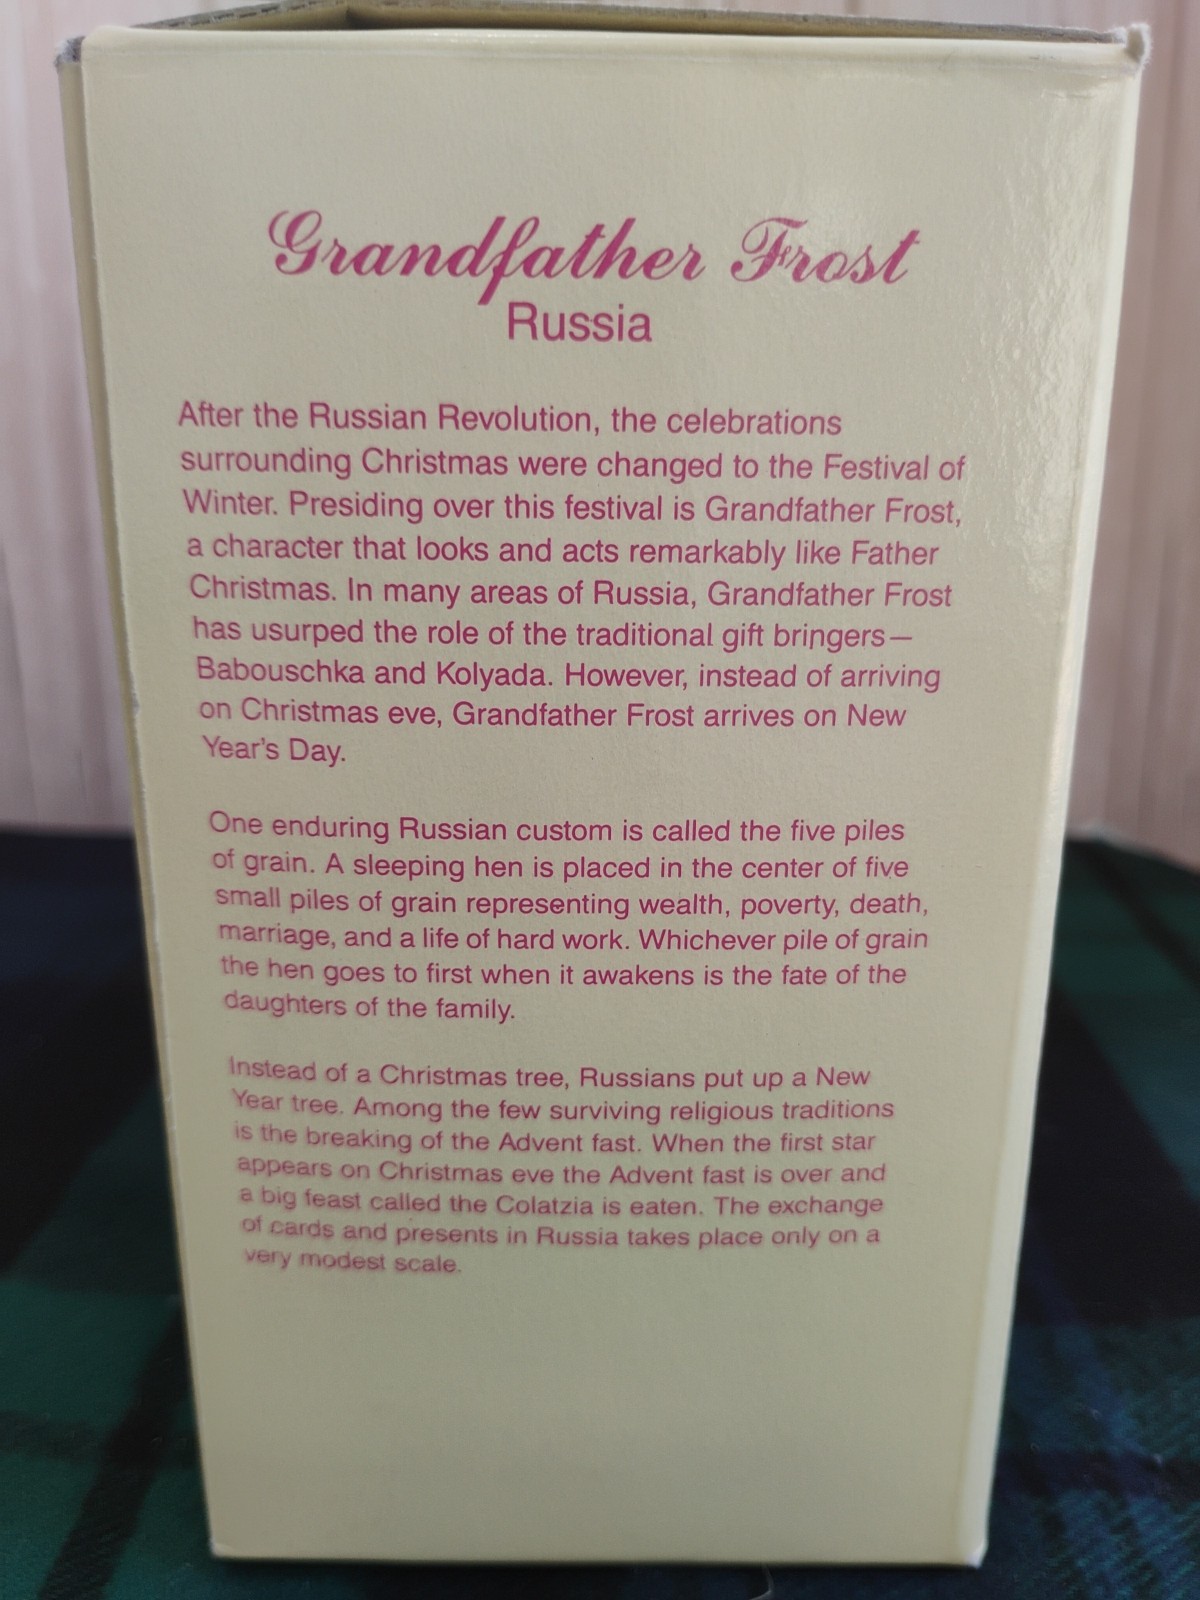 Grandfather Frost
Russia
After the Russian Revolution, the celebrations
surrounding Christmas were changed to the Festival of
Winter. Presiding over this festival is Grandfather Frost,
a character that looks and acts remarkably like Father
Christmas. In many areas of Russia, Grandfather Frost
has usurped the role of the traditional gift bringers—
Babouschka and Kolyada. However, instead of arriving
on Christmas eve, Grandfather Frost arrives on New
Year's Day.
One enduring Russian custom is called the five piles
of grain. A sleeping hen is placed in the center of five
small piles of grain representing wealth, poverty, death,
marriage, and a life of hard work. Whichever pile of grain
the hen goes to first when it awakens is the fate of the
daughters of the family.
Instead of a Christmas tree, Russians put up a New
Year tree. Among the few surviving religious traditions
is the breaking of the Advent fast. When the first star
appears on Christmas eve the Advent fast is over and
a big feast called the Colatzia is eaten. The exchange
of cards and presents in Russia takes place only on a
very modest scale.